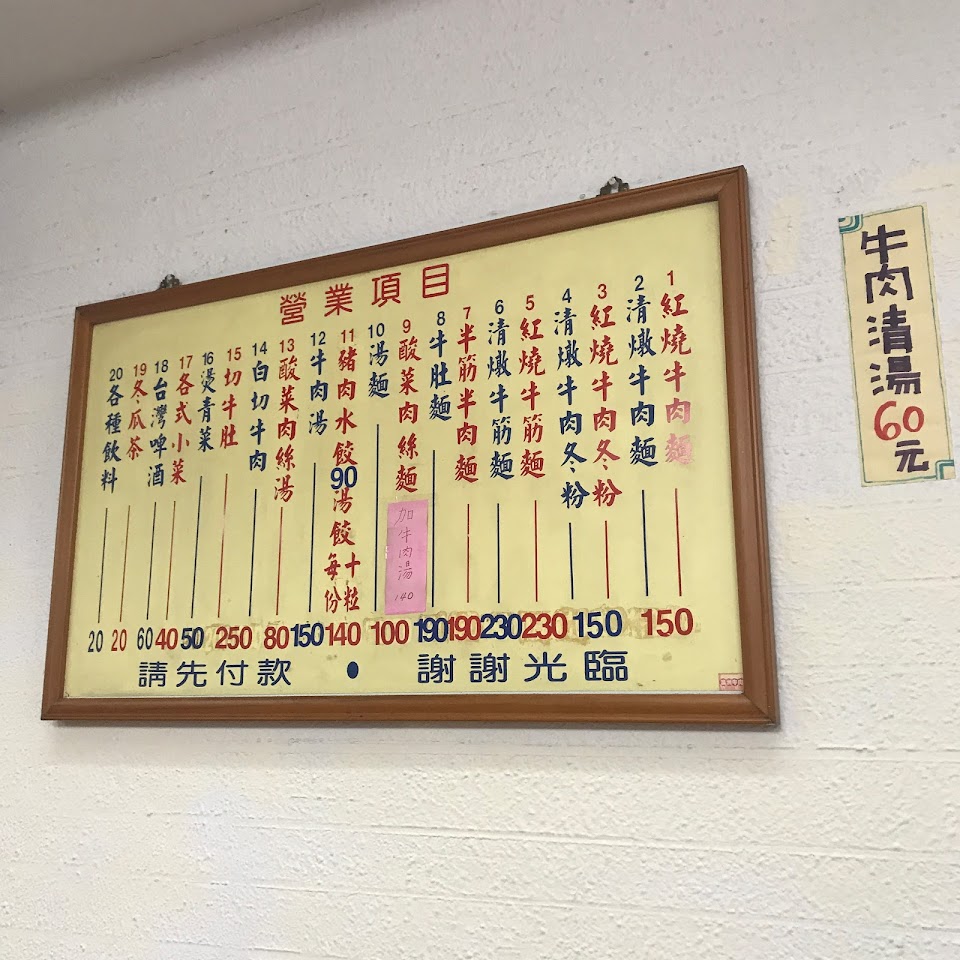 營業項目
1 紅燒牛肉麵
2 清燉牛肉麵
150
3 紅燒牛肉冬粉
4 清燉牛肉冬粉
150
5 紅燒牛筋麵
230
6 清燉牛筋麵
230
7 半筋半肉麵
190
8 牛肚麵
190
9 酸菜肉絲麵
加牛肉湯 140
10 湯麵
100
11 豬肉水餃 90 湯餃
十粒
每份
140
12 牛肉湯
150
13 酸菜肉絲湯
80
14 白切牛肉
15 切牛肚
250
16 燙青菜
50
17 各式小菜
40
18 台灣啤酒
60
19 冬瓜茶
20
20 各種飲料
20
請先付款 • 謝謝光臨
牛肉清湯60元